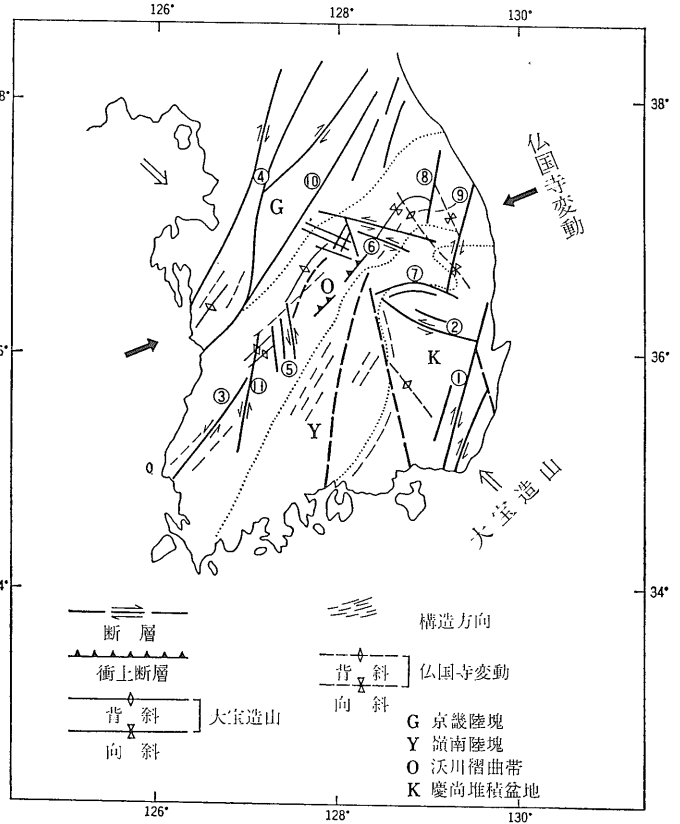 126° 128° 130°
8° 38°
仏国寺変動
⑧ ⑨
④ ⑩
G
⑥
⑦
O
②
6° K 36°
⑤ ①
③ ⑪
Y
大宝造山
4° 34°
断層
構造方向
衝上断層
背斜 仏国寺変動
向斜
背斜 大宝造山
向斜
G 京畿陸塊
Y 嶺南陸塊
O 沃川褶曲帯
K 慶尚堆積盆地
126° 128° 130°